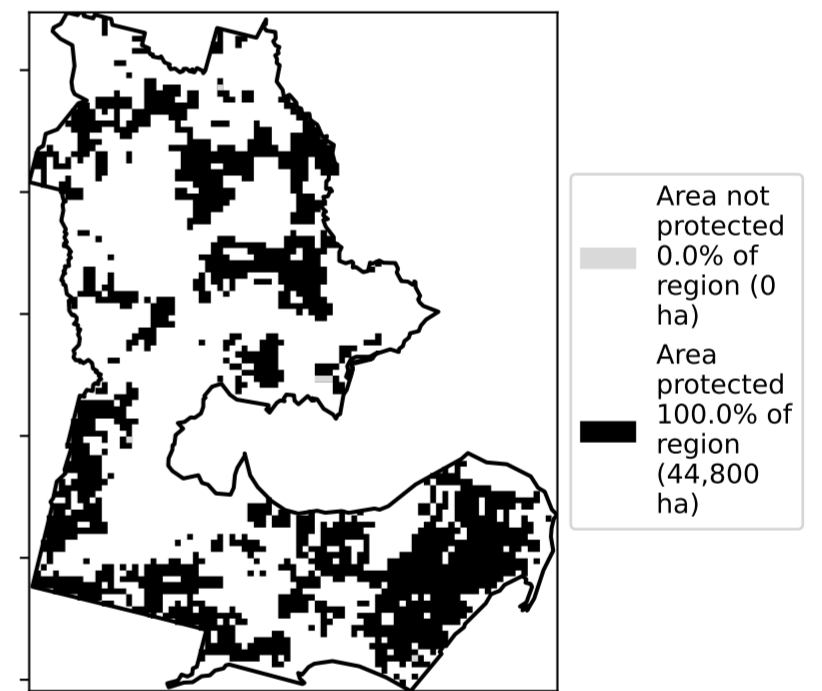 Area not
protected
0.0% of
region (0
ha)
Area
protected
100.0% of
region
(44,800
ha)